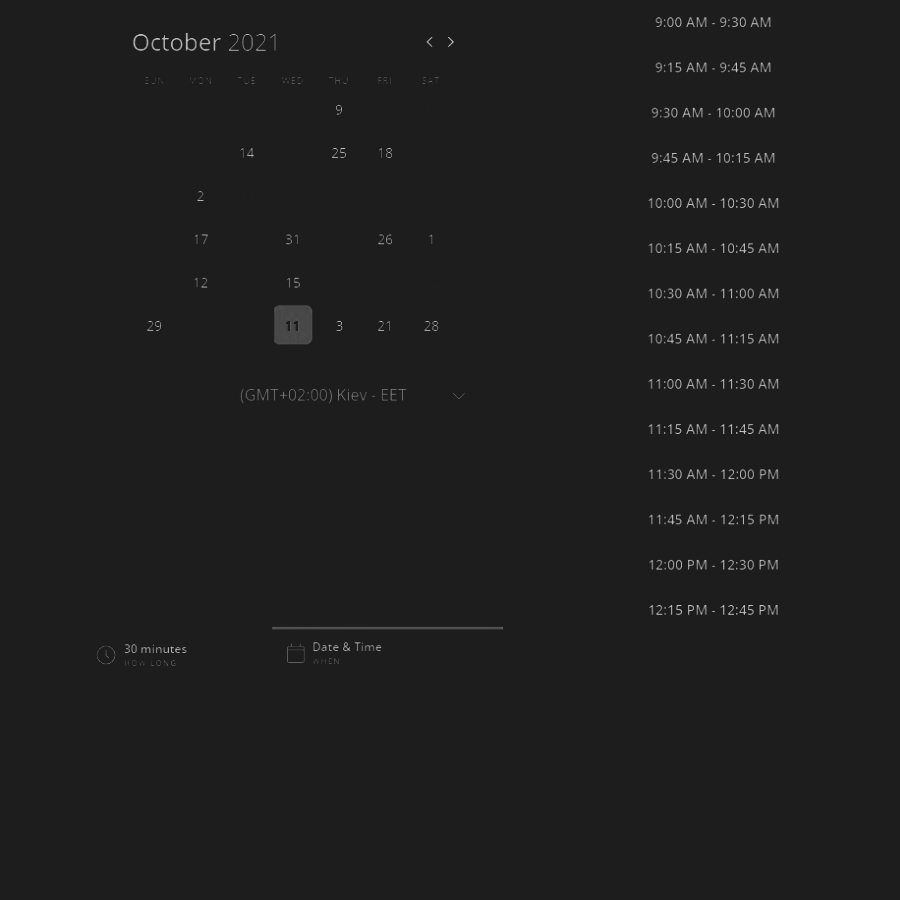 October 2021
SUN MON TUE WED THU FRI SAT
9
14 25 18
2
17 31 26 1
12 15
29 11 3 21 28
(GMT+02:00) Kiev - EET
30 minutes
HOW LONG
Date & Time
WHEN
9:00 AM - 9:30 AM
9:15 AM - 9:45 AM
9:30 AM - 10:00 AM
9:45 AM - 10:15 AM
10:00 AM - 10:30 AM
10:15 AM - 10:45 AM
10:30 AM - 11:00 AM
10:45 AM - 11:15 AM
11:00 AM - 11:30 AM
11:15 AM - 11:45 AM
11:30 AM - 12:00 PM
11:45 AM - 12:15 PM
12:00 PM - 12:30 PM
12:15 PM - 12:45 PM